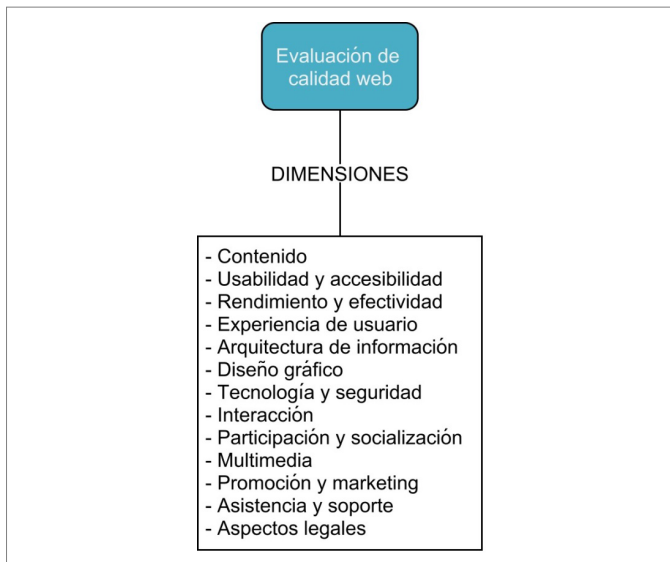 Evaluación de
calidad web
DIMENSIONES
- Contenido
- Usabilidad y accesibilidad
- Rendimiento y efectividad
- Experiencia de usuario
- Arquitectura de información
- Diseño gráfico
- Tecnología y seguridad
- Interacción
- Participación y socialización
- Multimedia
- Promoción y marketing
- Asistencia y soporte
- Aspectos legales